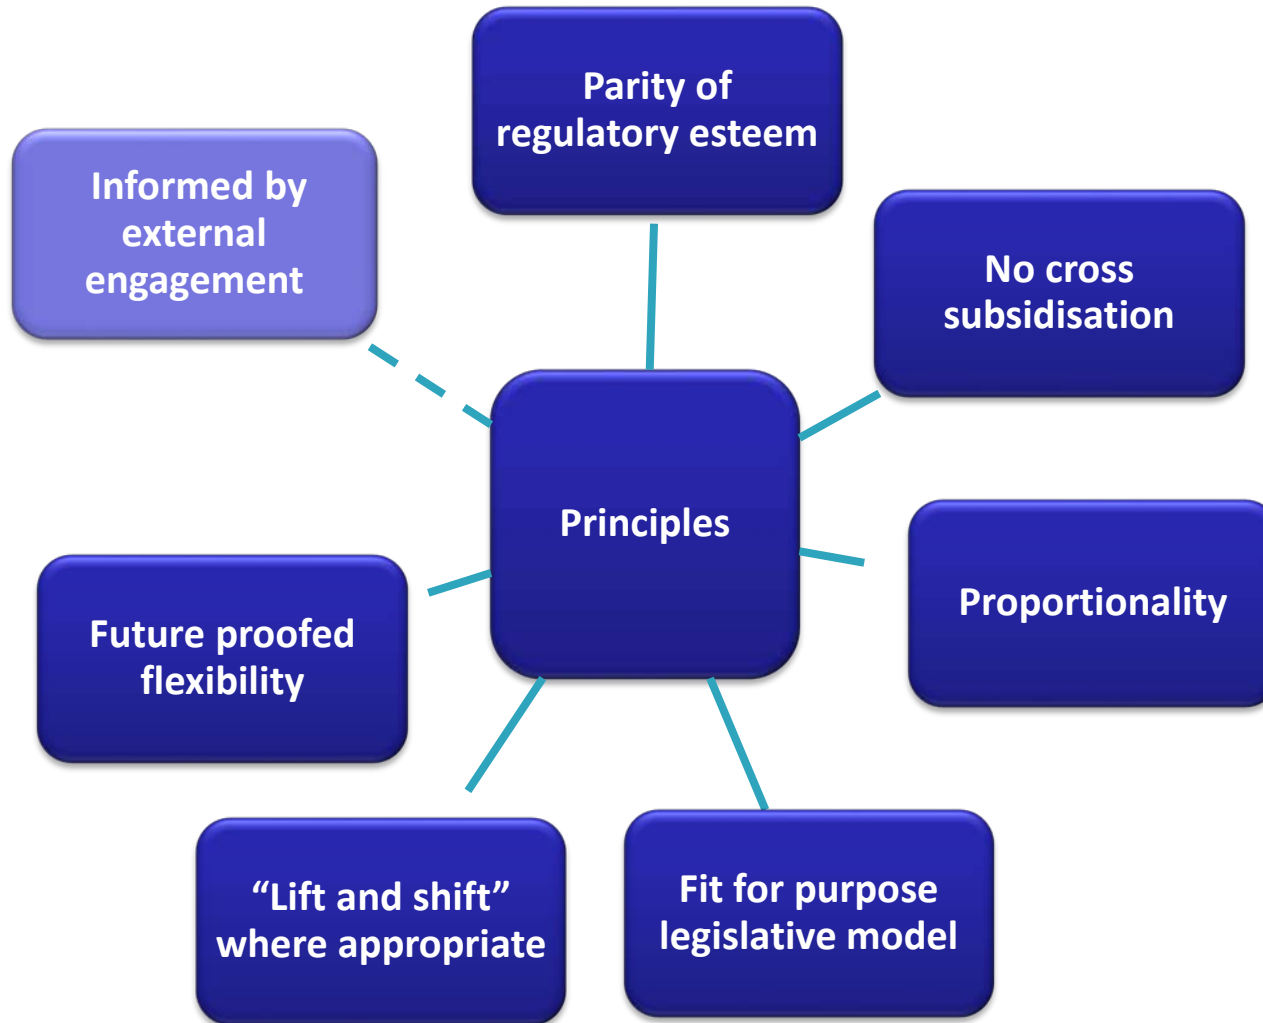 Parity of
regulatory esteem
Informed by
external
engagement
No cross
subsidisation
Principles
Proportionality
Future proofed
flexibility
“Lift and shift”
where appropriate
Fit for purpose
legislative model